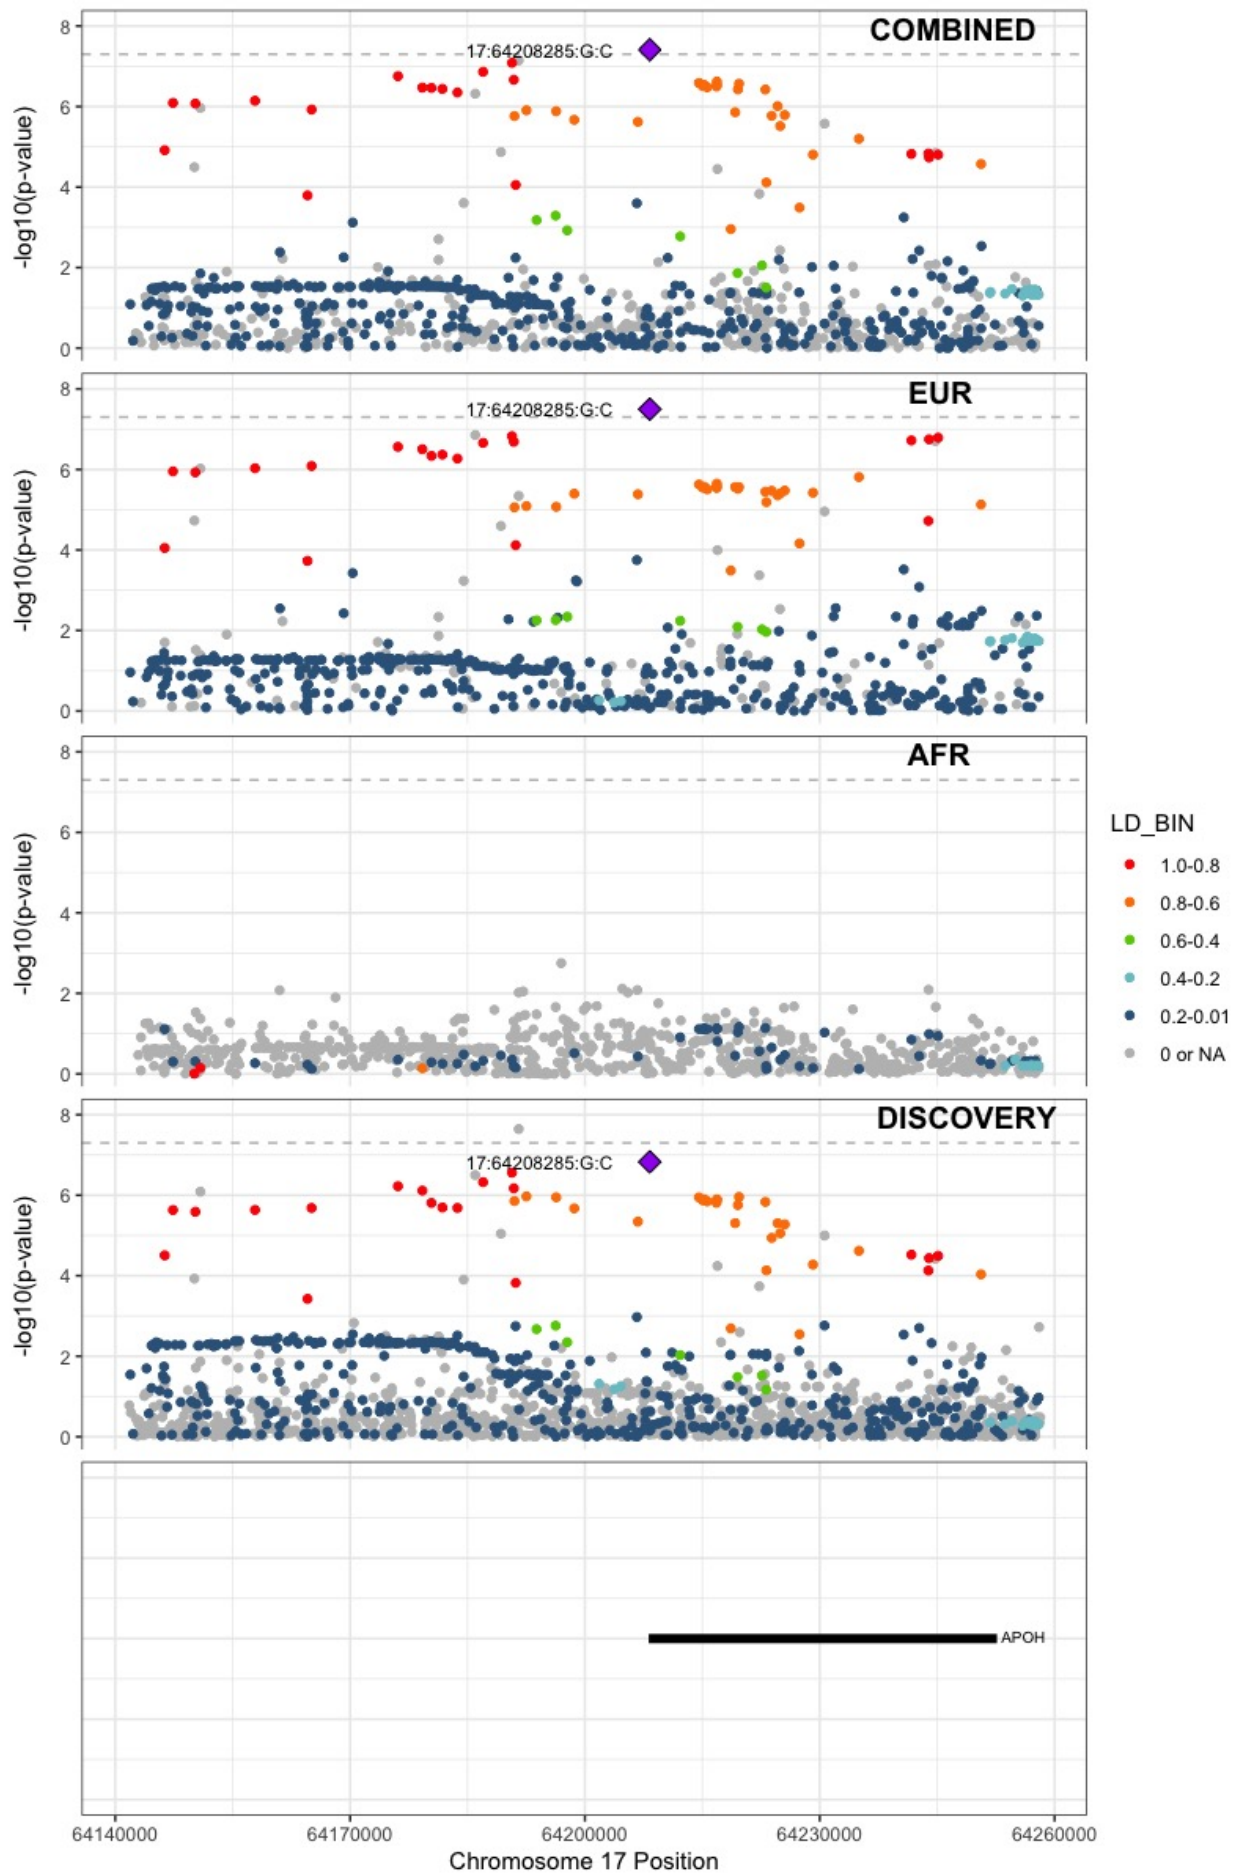 COMBINED
8
17:64208285:G:C
6
4
2
0
-log10(p-value)
EUR
8
17:64208285:G:C
6
4
2
0
-log10(p-value)
AFR
8
6
4
2
0
-log10(p-value)
LD_BIN
1.0-0.8
0.8-0.6
0.6-0.4
0.4-0.2
0.2-0.01
0 or NA
DISCOVERY
8
17:64208285:G:C
6
4
2
0
-log10(p-value)
APOH
64140000 64170000 64200000 64230000 64260000
Chromosome 17 Position